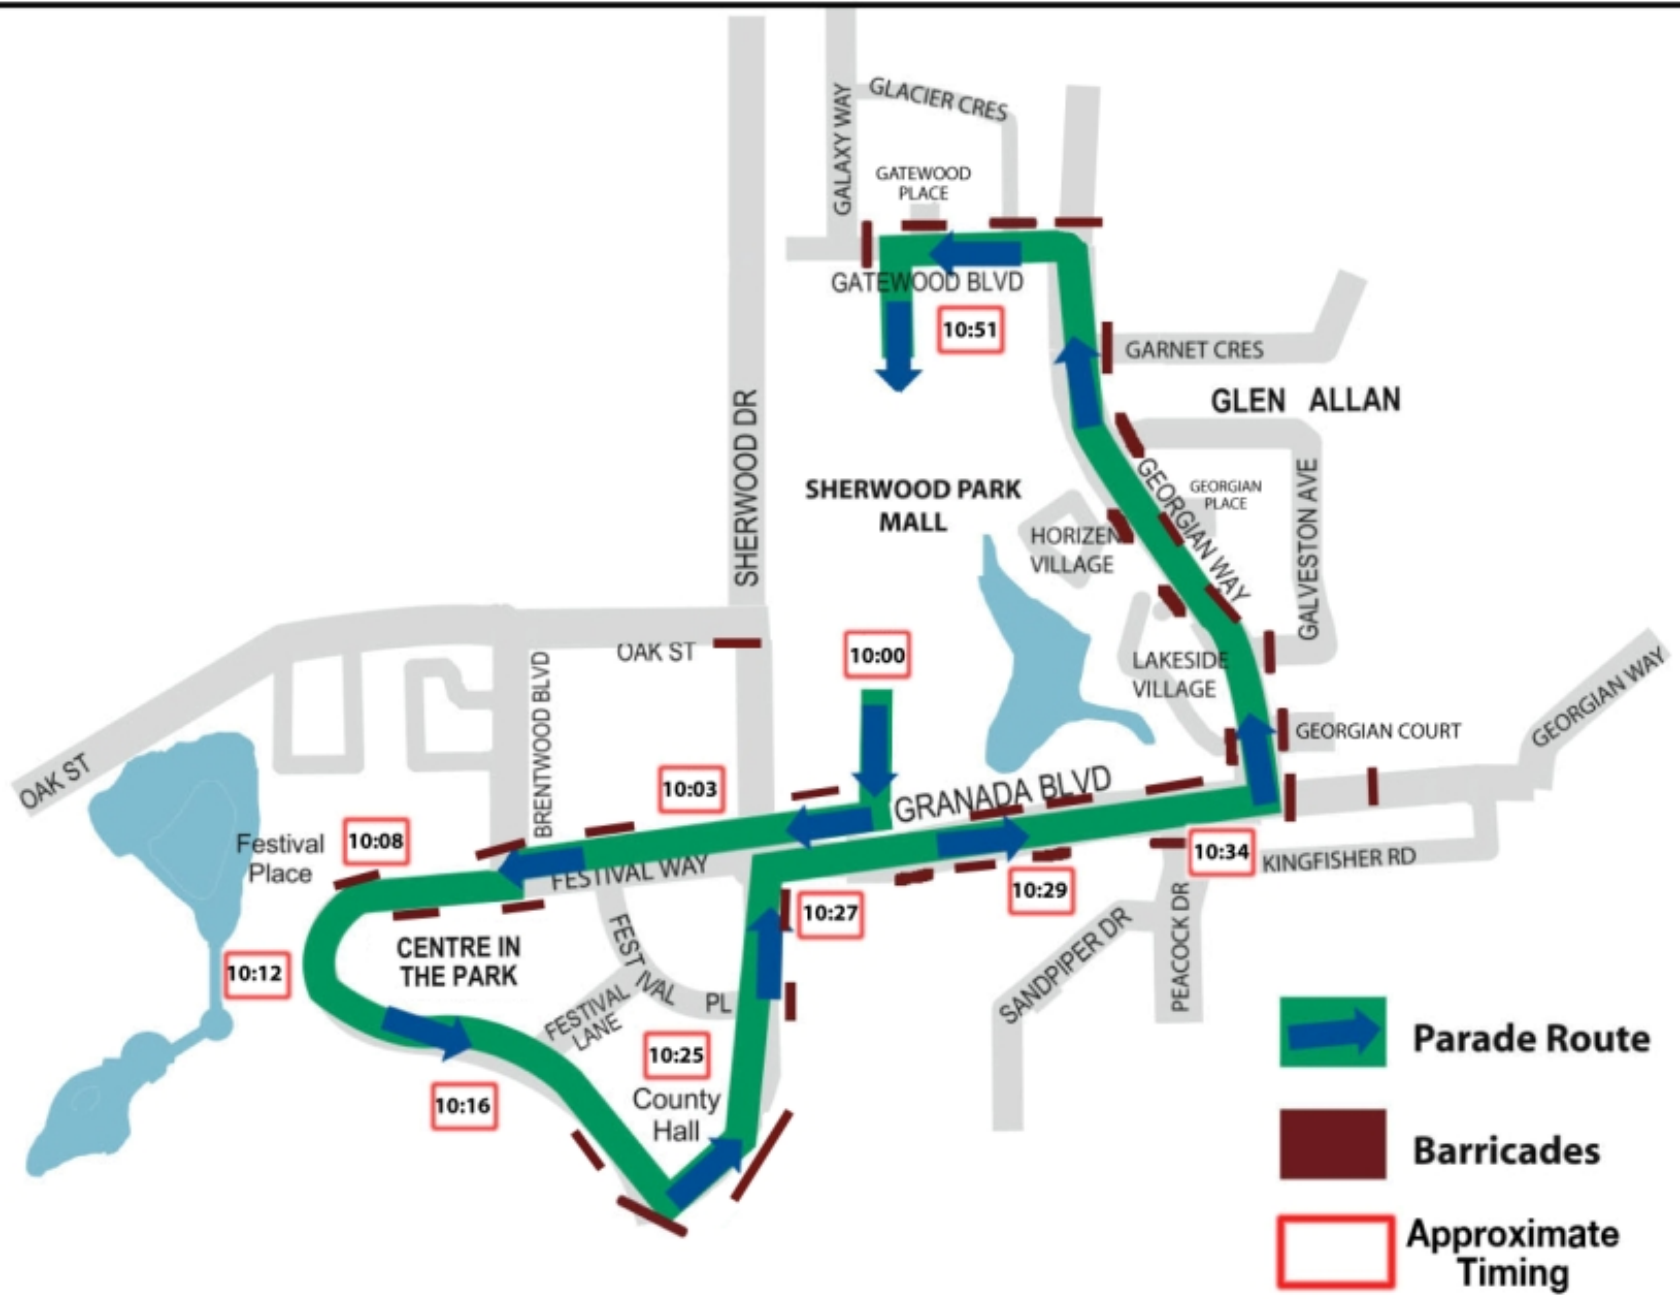 GLACIER CRES
GALAXY WAY
GATEWOOD
PLACE
GATEWOOD BLVD
10:51
GARNET CRES
GLEN ALLAN
SHERWOOD DR
GEORGIAN WAY
GEORGIAN
PLACE
GALVESTON AVE
SHERWOOD PARK
MALL
HORIZEN
VILLAGE
OAK ST
10:00
LAKESIDE
VILLAGE
GEORGIAN WAY
GEORGIAN COURT
OAK ST
BRENTWOOD BLVD
10:03
GRANADA BLVD
Festival
Place
10:08
FESTIVAL WAY
10:34
KINGFISHER RD
10:29
10:27
CENTRE IN
THE PARK
10:12
FESTIVAL PL
FESTIVAL
LANE
SANDPIPER DR
PEACOCK DR
10:25
County
Hall
10:16
Parade Route
Barricades
Approximate
Timing